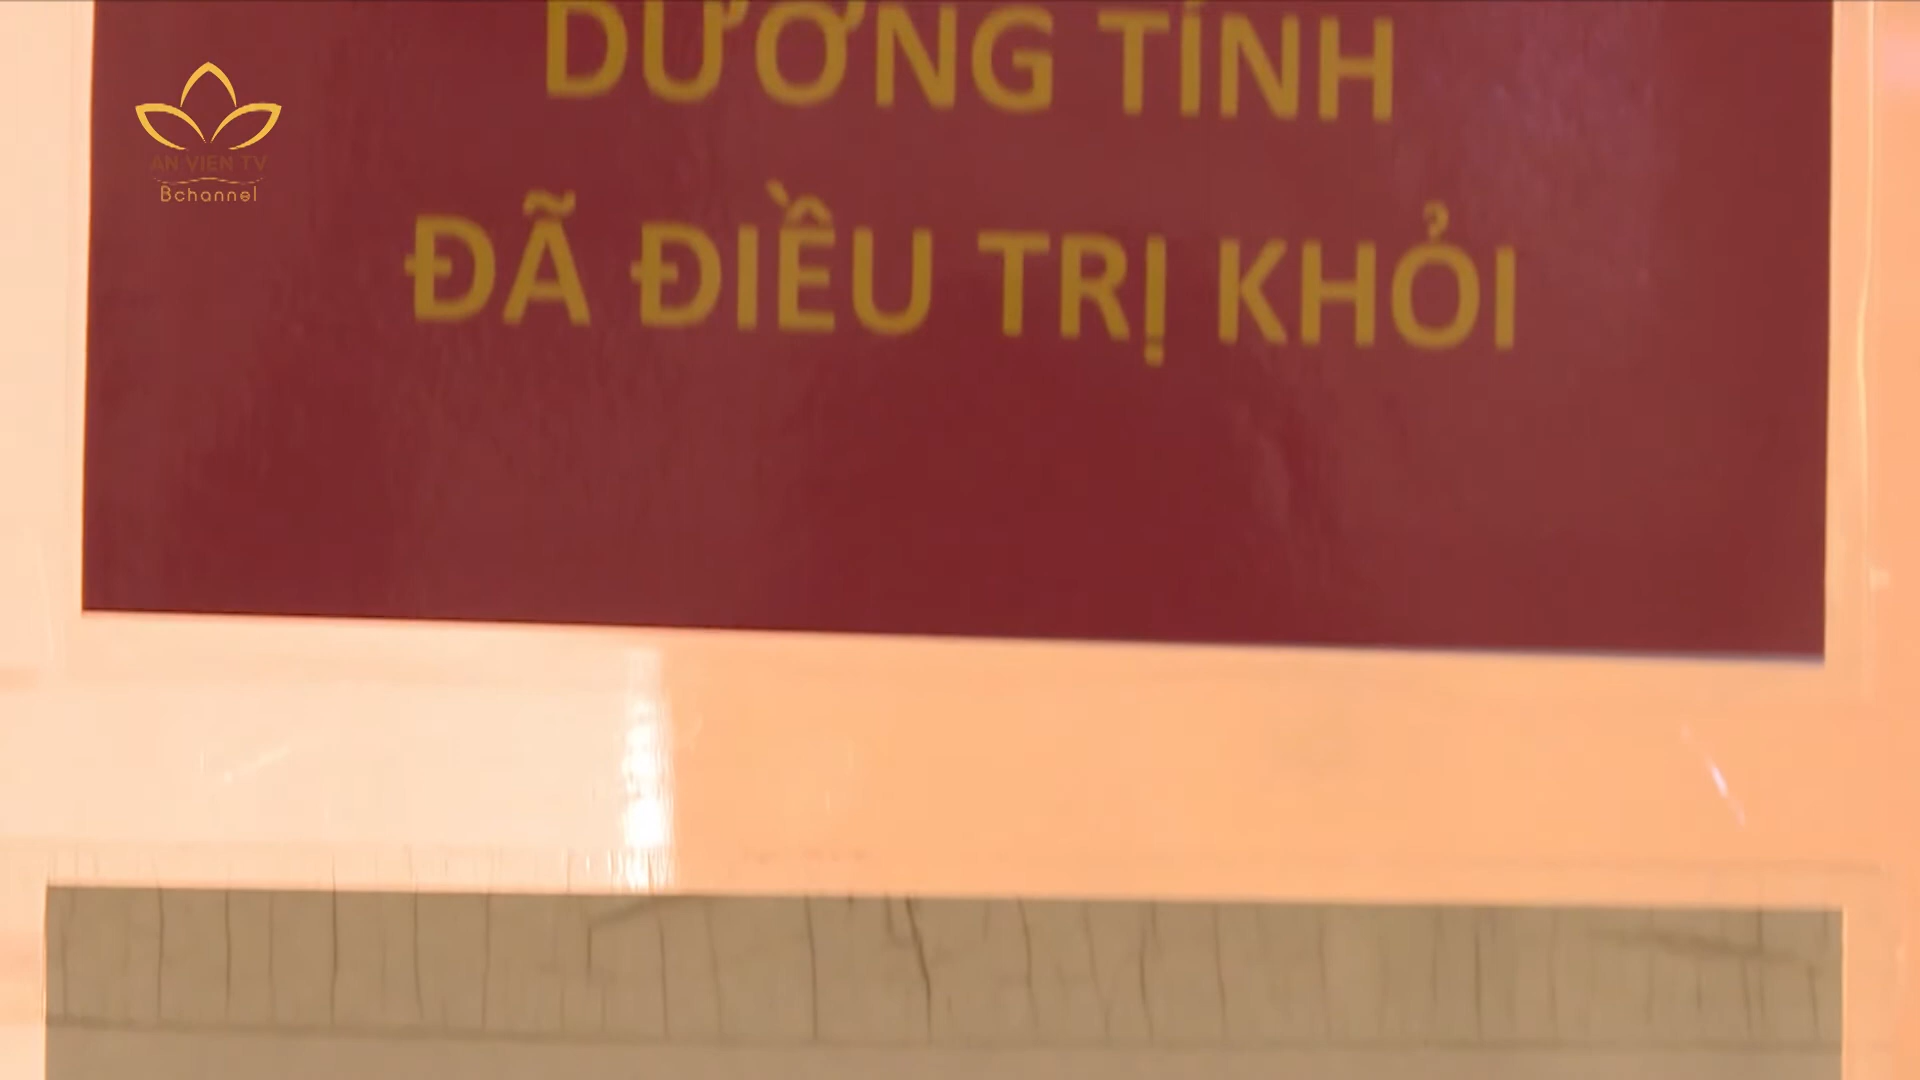 DƯƠNG TÍNH
AN VIEN TV
Bchannel
ĐÃ ĐIỀU TRỊ KHỎI